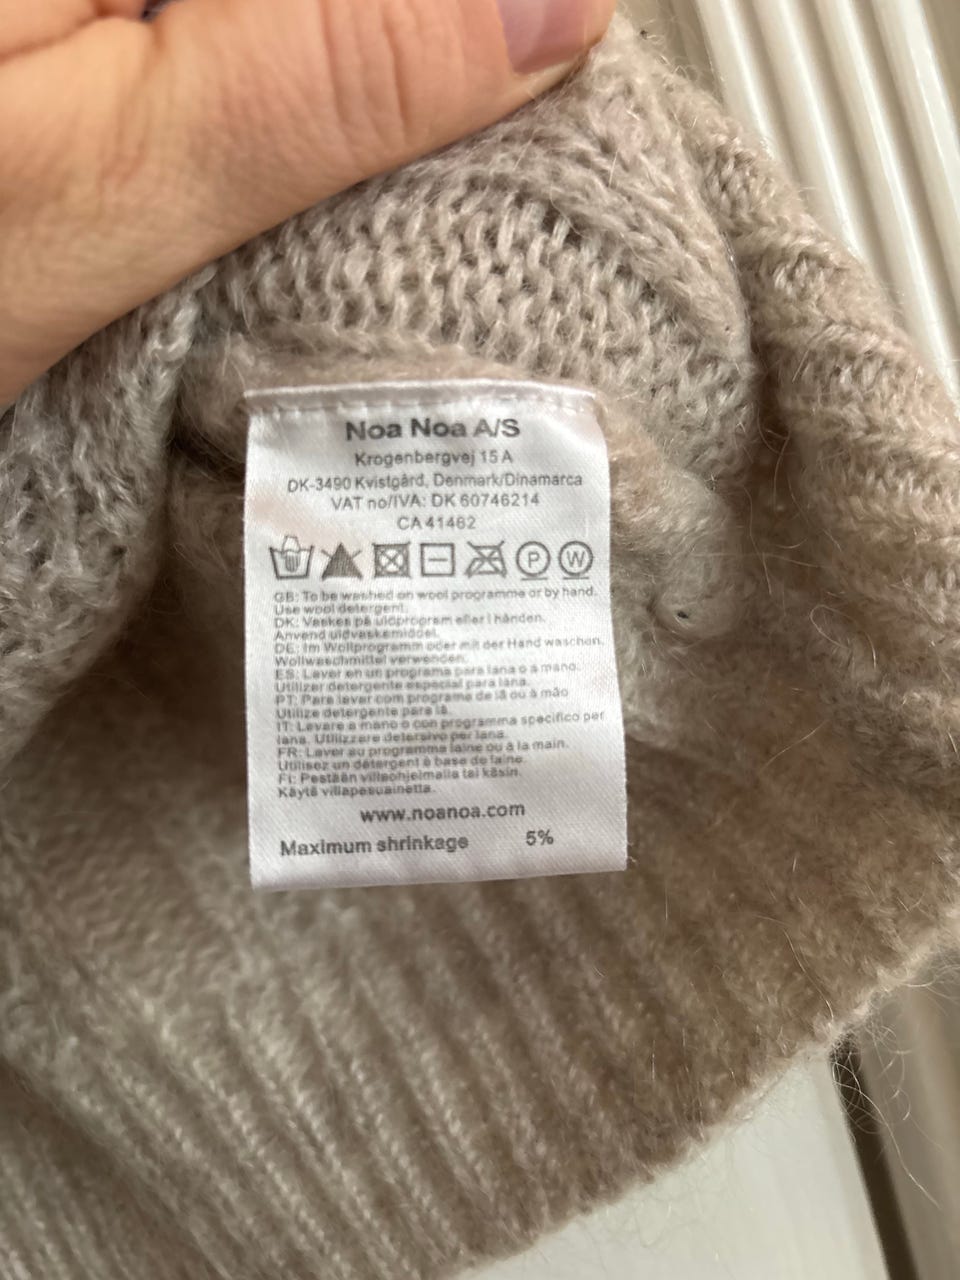 Noa Noa A/S
Krogenbergvej 15 A
DK-3490 Kvistgård, Denmark/Dinamarca
VAT no/IVA: DK 60746214
CA 41462
P W
GB: To be washed on wool programme or by hand.
Use wool detergent.
DK: Vaskes på uldprogram eller i hånden.
Anvend uldvaskemiddel.
DE: Im Wollprogramm oder mit der Hand waschen.
Wollwaschmittel verwenden.
ES: Lavar en un programa para lana o a mano.
Utilizar detergente especial para lana.
PT: Para lavar com programa de lã ou à mão
Utilize detergente para lã.
IT: Lavare a mano o con programma specifico per
lana. Utilizzare detersivo per lana.
FR: Laver au programme laine ou à la main.
Utilisez un détergent à base de laine.
FI: Pestään villaohjelmalla tai käsin.
Käytä villapesuainetta.
www.noanoa.com
Maximum shrinkage 5%